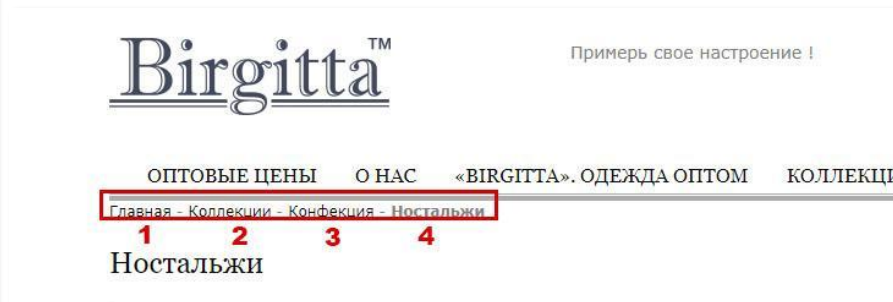 Birgitta™
Примерь свое настроение !
ОПТОВЫЕ ЦЕНЫ О НАС «BIRGITTA». ОДЕЖДА ОПТОМ КОЛЛЕКЦИ
Главная - Коллекции - Конфекция - Ностальжи
1 2 3 4
Ностальжи